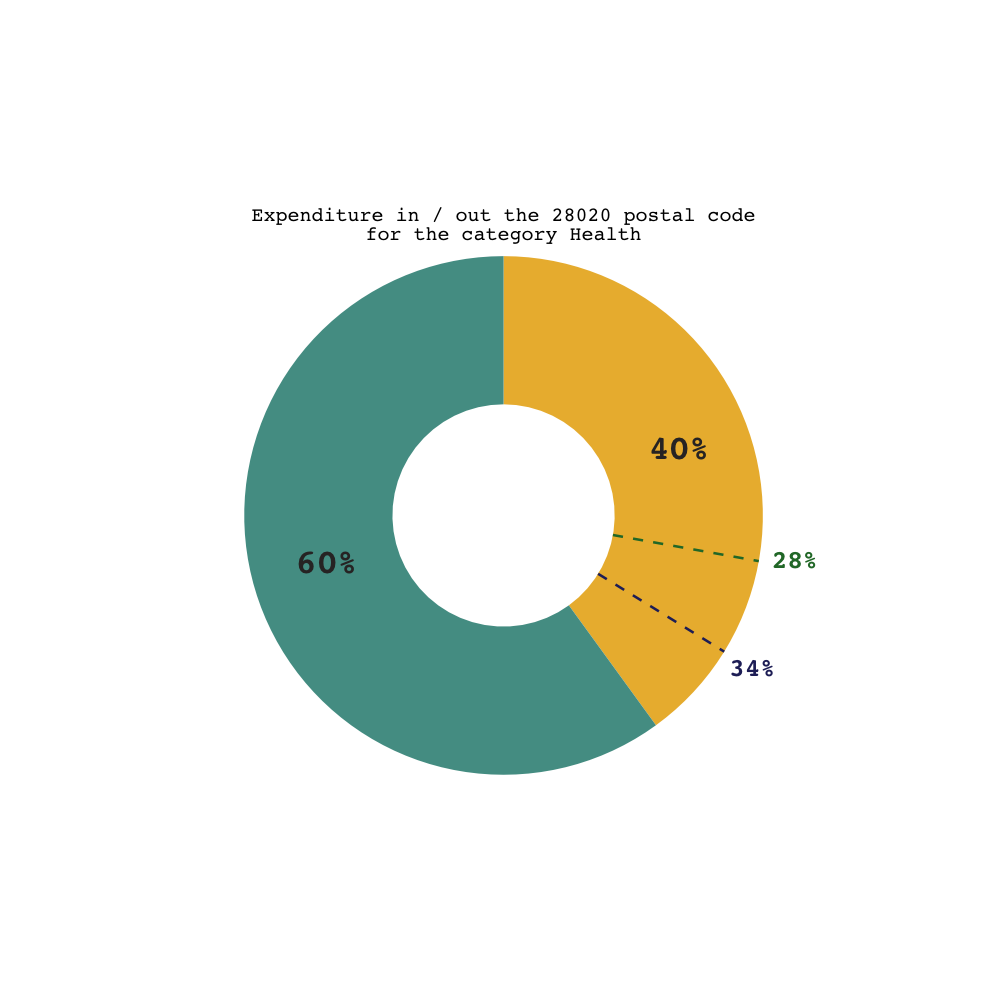 Expenditure in / out the 28020 postal code
for the category Health
40%
28%
60%
34%